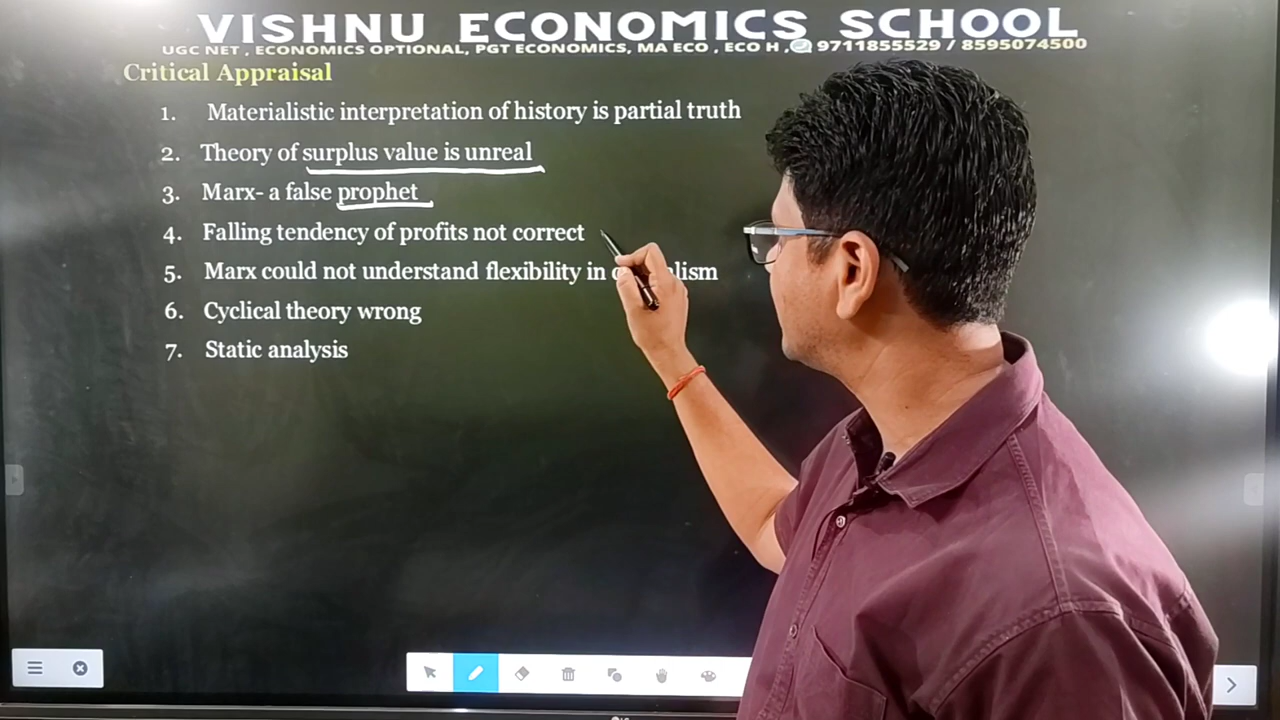 VISHNU ECONOMICS SCHOOL
UGC NET , ECONOMICS OPTIONAL, PGT ECONOMICS, MA ECO , ECO H , 9711855529 / 8595074500
Critical Appraisal
1. Materialistic interpretation of history is partial truth
2. Theory of surplus value is unreal
3. Marx- a false prophet
4. Falling tendency of profits not correct
5. Marx could not understand flexibility in
6. Cyclical theory wrong
7. Static analysis
LG